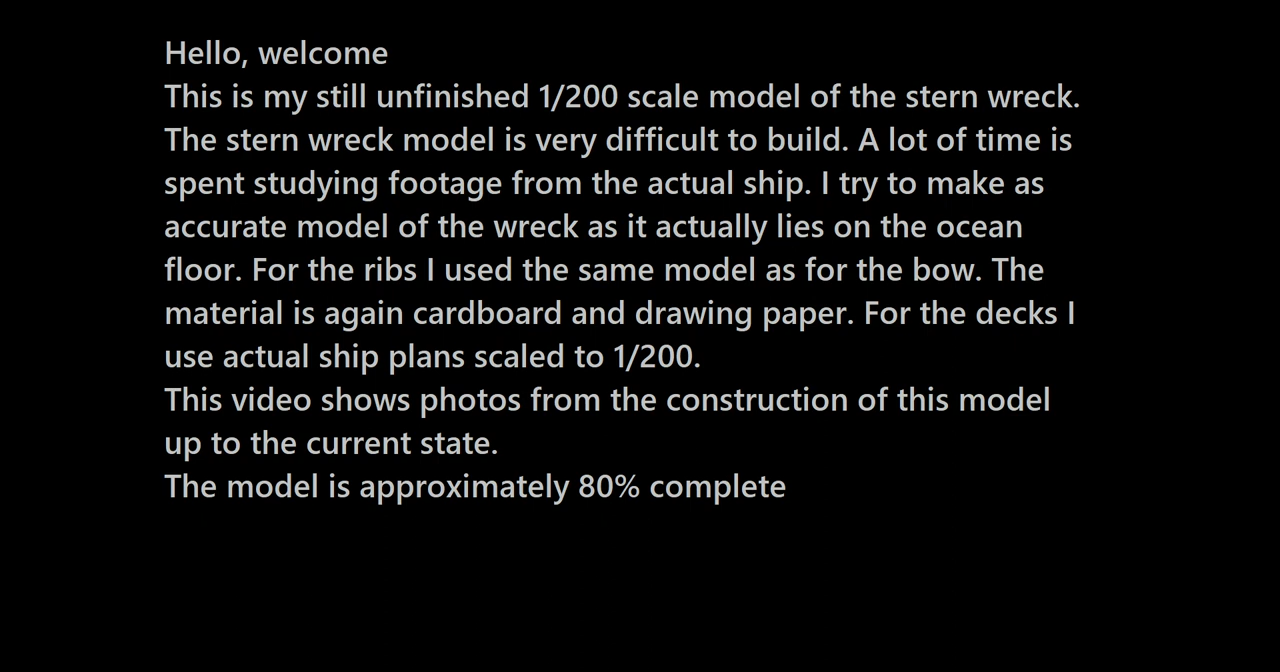 Hello, welcome
This is my still unfinished 1/200 scale model of the stern wreck.
The stern wreck model is very difficult to build. A lot of time is
spent studying footage from the actual ship. I try to make as
accurate model of the wreck as it actually lies on the ocean
floor. For the ribs I used the same model as for the bow. The
material is again cardboard and drawing paper. For the decks I
use actual ship plans scaled to 1/200.
This video shows photos from the construction of this model
up to the current state.
The model is approximately 80% complete